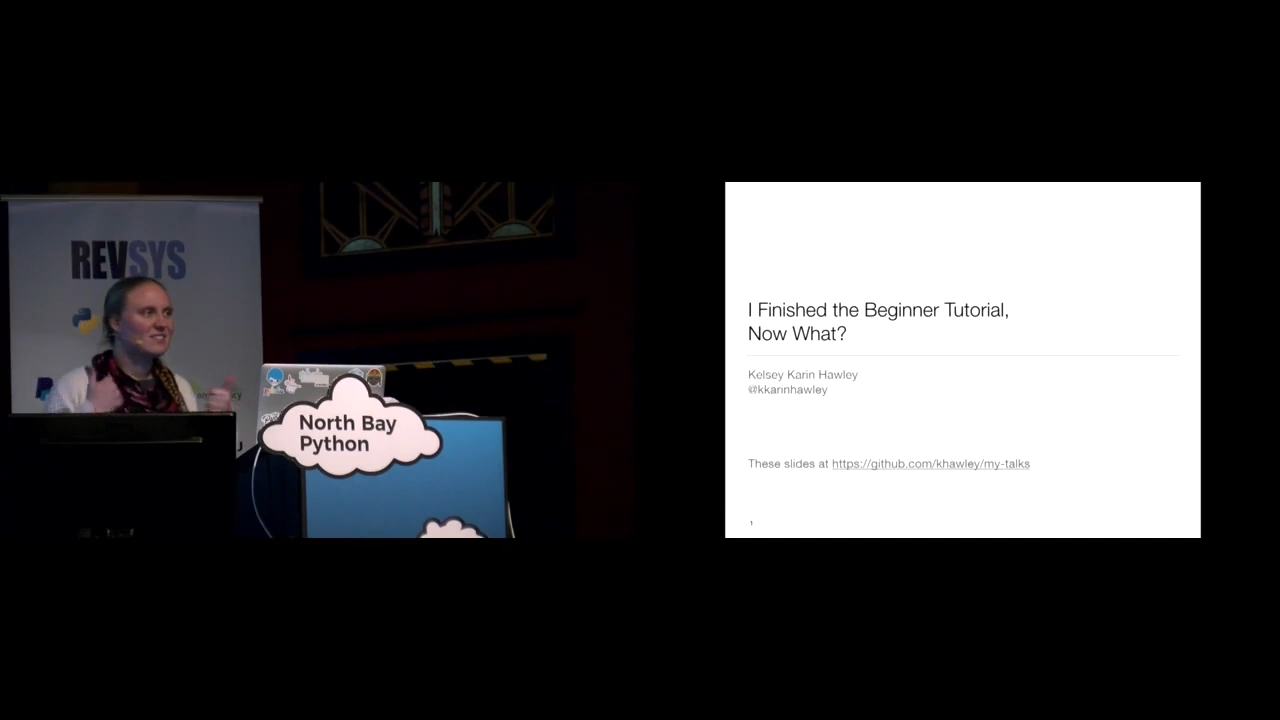 REVSYS
North Bay
Python
I Finished the Beginner Tutorial,
Now What?
Kelsey Karin Hawley
@kkarinhawley
These slides at https://github.com/khawley/my-talks
1